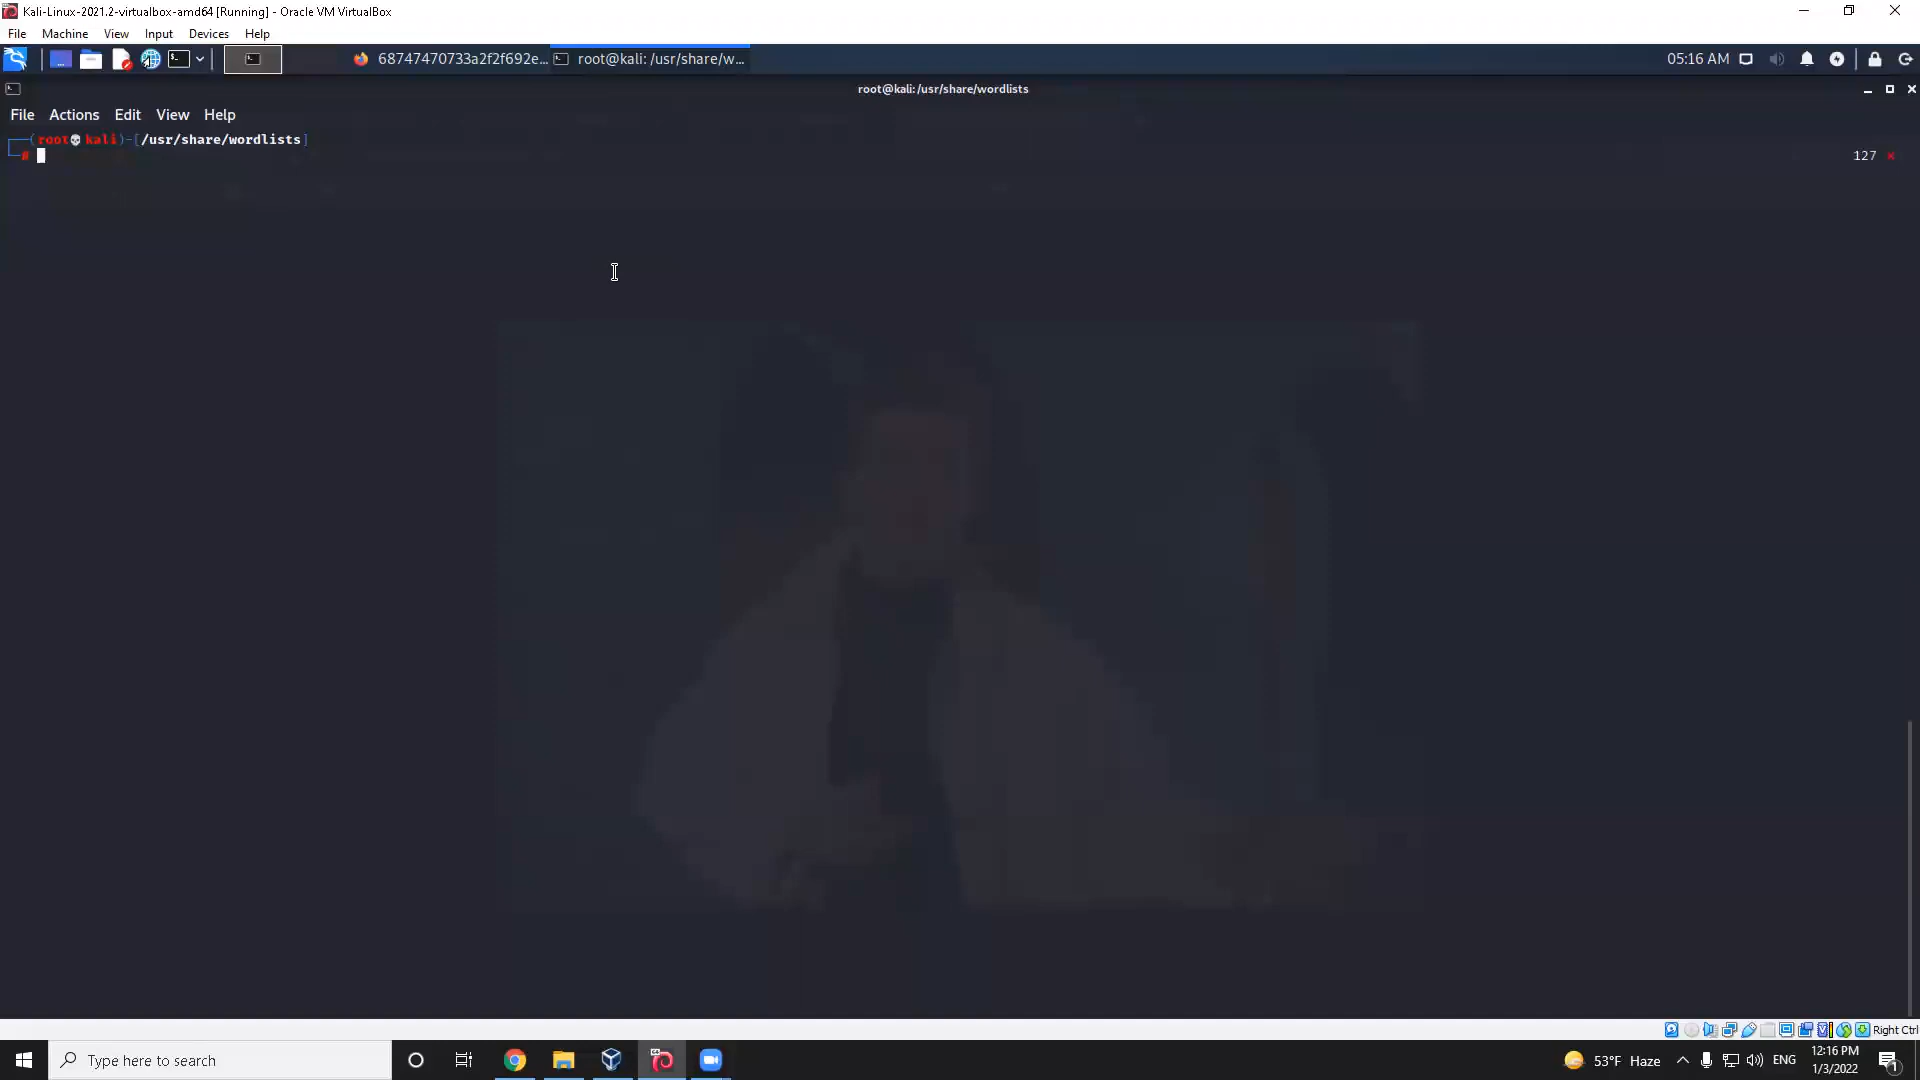 Kali-Linux-2021.2-virtualbox-amd64 [Running] - Oracle VM VirtualBox
File Machine View Input Devices Help
68747470733a2f2f692e... root@kali: /usr/share/w... 05:16 AM
root@kali:/usr/share/wordlists
File Actions Edit View Help
(root💀kali)-[/usr/share/wordlists]
# 127 ×
Right Ctrl
Type here to search 53°F Haze ENG 12:16 PM
1/3/2022 1